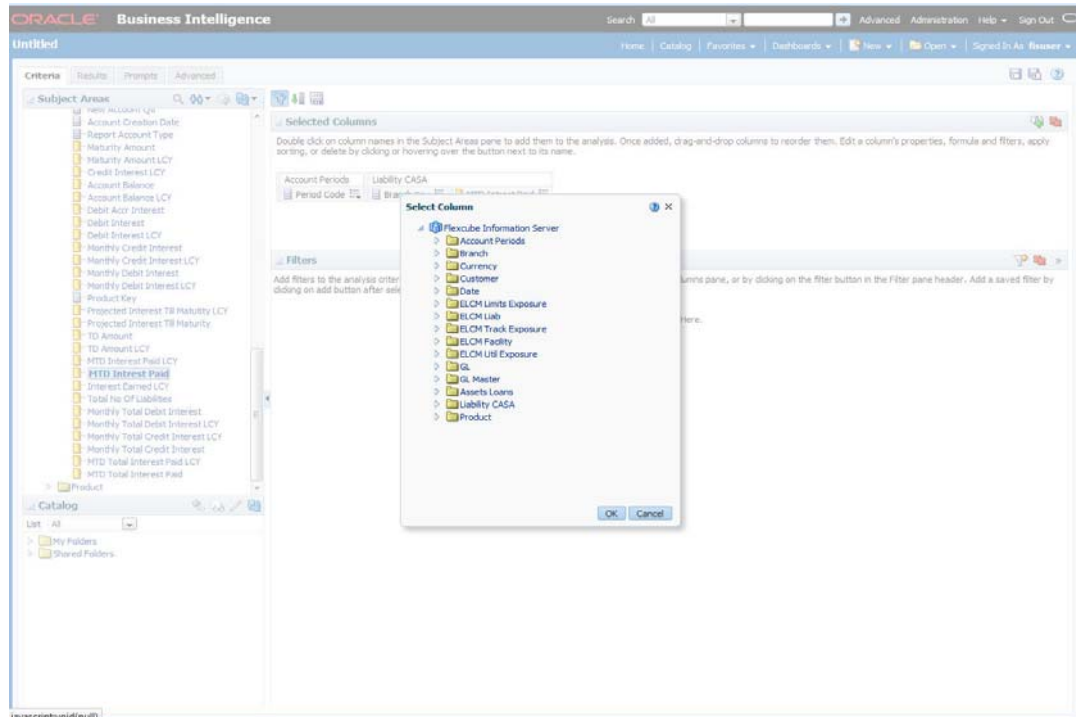 ORACLE Business Intelligence
Search All Advanced Administration Help Sign Out
Untitled
Home Catalog Favorites Dashboards New Open Signed In As fisuser
Criteria Results Prompts Advanced
Subject Areas
Account Creation Date
Report Account Type
Maturity Amount
Maturity Amount LCY
Credit Interest LCY
Account Balance
Account Balance LCY
Debit Accr Interest
Debit Interest
Debit Interest LCY
Monthly Credit Interest
Monthly Credit Interest LCY
Monthly Debit Interest
Monthly Debit Interest LCY
Product Key
Projected Interest Till Maturity
TD Amount
TD Amount LCY
MTD Interest Paid LCY
MTD Intrest Paid
Interest Earned LCY
Total No Of Liabilities
Monthly Total Debit Interest
Monthly Total Debit Interest LCY
Monthly Total Credit Interest LCY
Monthly Total Credit Interest
MTD Total Interest Paid LCY
MTD Total Interest Paid
Product
Catalog
List All
My Folders
Shared Folders
Selected Columns
Double click on column names in the Subject Areas pane to add them to the analysis. Once added, drag-and-drop columns to reorder them. Edit a column's properties, formula and filters, apply
sorting, or delete by clicking or hovering over the button next to its name.
Account Periods Liability CASA
Period Code
Filters
Add filters to the analysis criter
umns pane, or by clicking on the filter button in the Filter pane header. Add a saved filter by
clicking on add button after sele
Here.
Select Column
Flexcube Information Server
Account Periods
Branch
Currency
Customer
Date
ELCM Limits Exposure
ELCM Liab
ELCM Track Exposure
ELCM Facility
ELCM Util Exposure
GL
GL Master
Assets Loans
Liability CASA
Product
OK Cancel